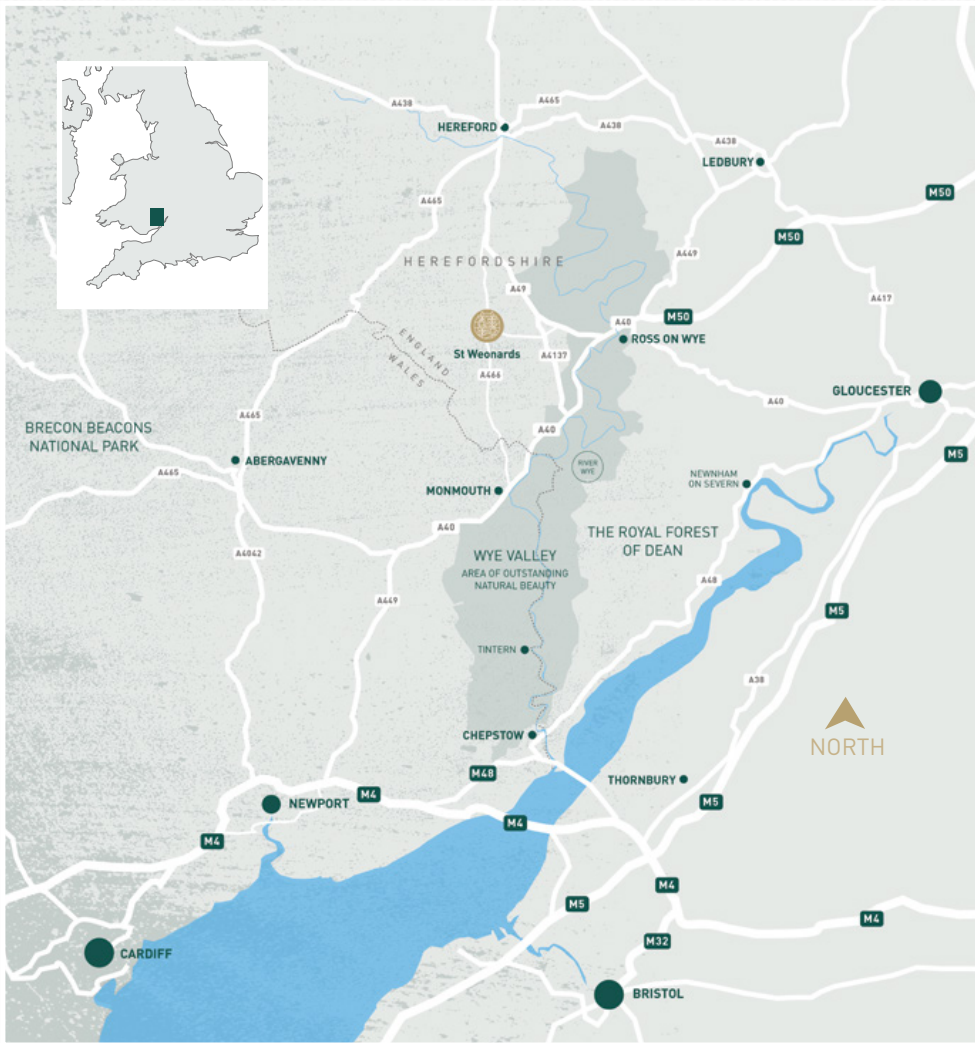 A438
A465
HEREFORD
A438
A438
LEDBURY
M50
A465
M50
A449
HEREFORDSHIRE
A49
A417
M50
A40
ROSS ON WYE
ENGLAND
WALES
St Weonards
A4137
A466
GLOUCESTER
A40
A465
BRECON BEACONS
NATIONAL PARK
A40
M5
ABERGAVENNY
A465
RIVER
WYE
NEWNHAM
ON SEVERN
MONMOUTH
A40
THE ROYAL FOREST
OF DEAN
A4042
WYE VALLEY
AREA OF OUTSTANDING
NATURAL BEAUTY
A48
A449
M5
TINTERN
A38
CHEPSTOW
NORTH
M48
THORNBURY
M4
NEWPORT
M5
M4
M4
M4
M5
M4
M32
CARDIFF
BRISTOL